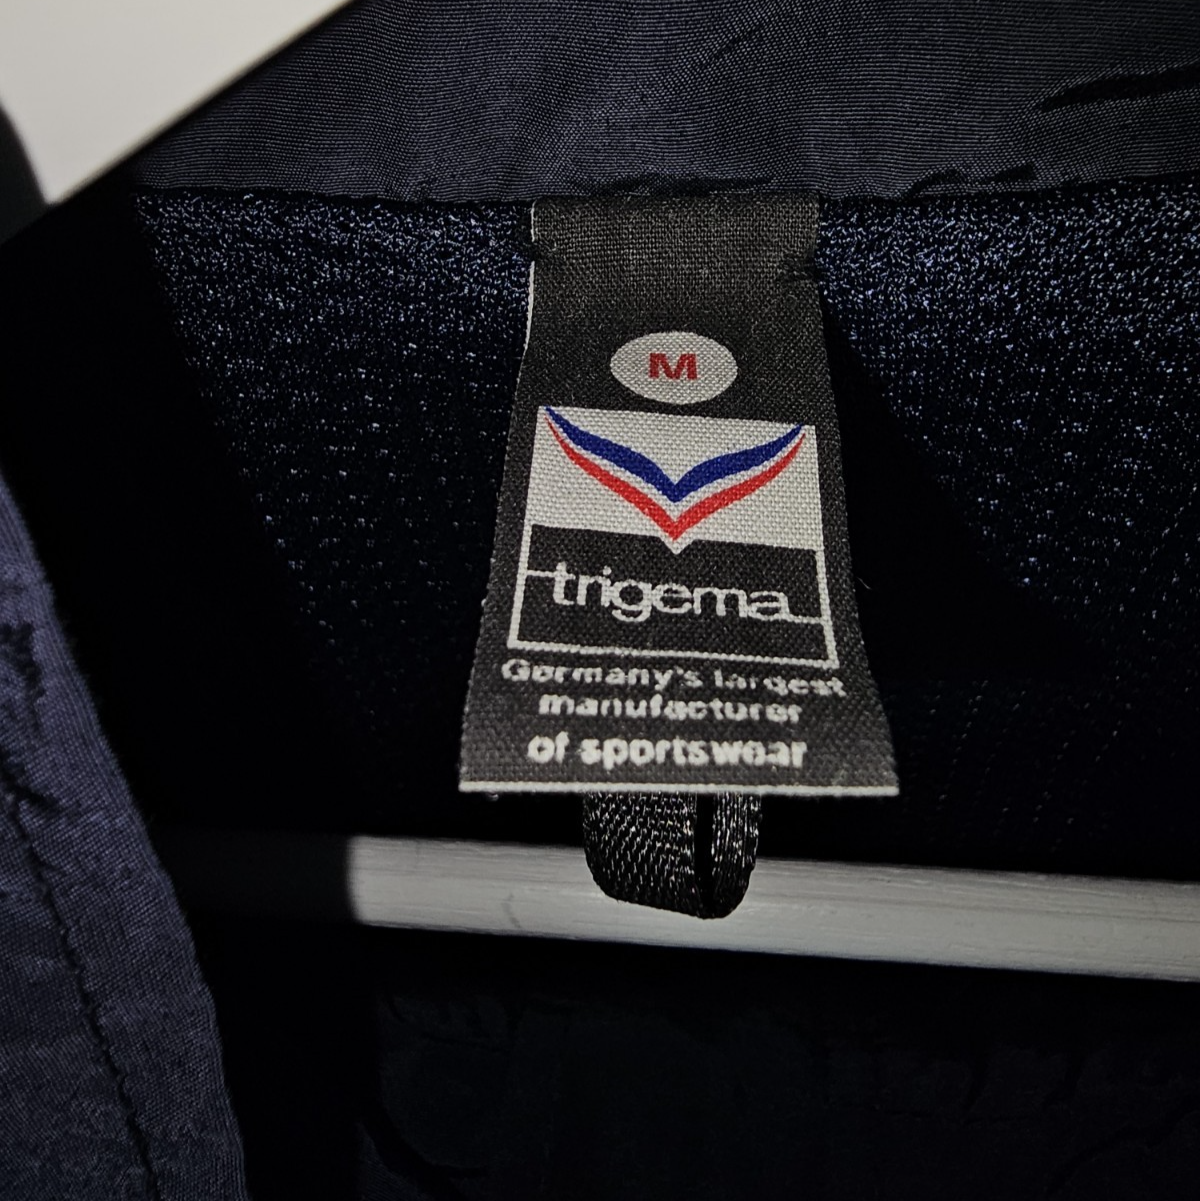 M
trigema
Germany's largest
manufacturer
of sportswear